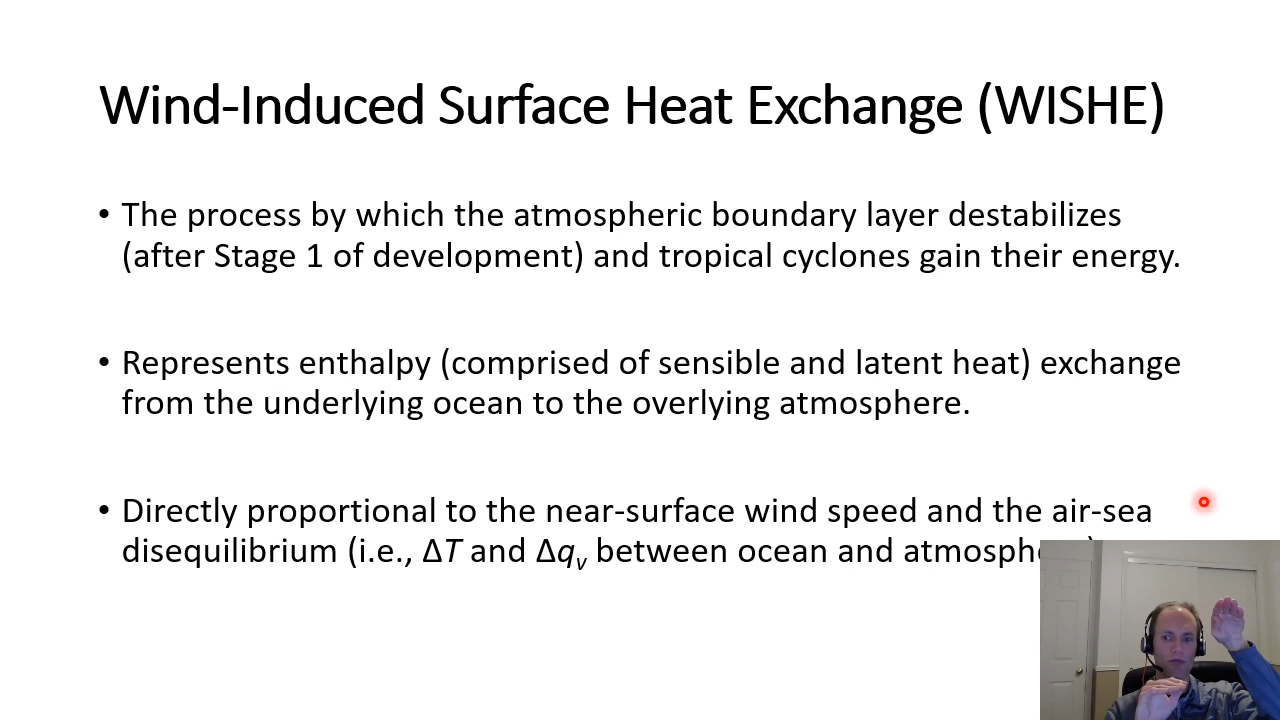 Wind-Induced Surface Heat Exchange (WISHE)
• The process by which the atmospheric boundary layer destabilizes
(after Stage 1 of development) and tropical cyclones gain their energy.
• Represents enthalpy (comprised of sensible and latent heat) exchange
from the underlying ocean to the overlying atmosphere.
• Directly proportional to the near-surface wind speed and the air-sea
disequilibrium (i.e., ΔT and Δqv between ocean and